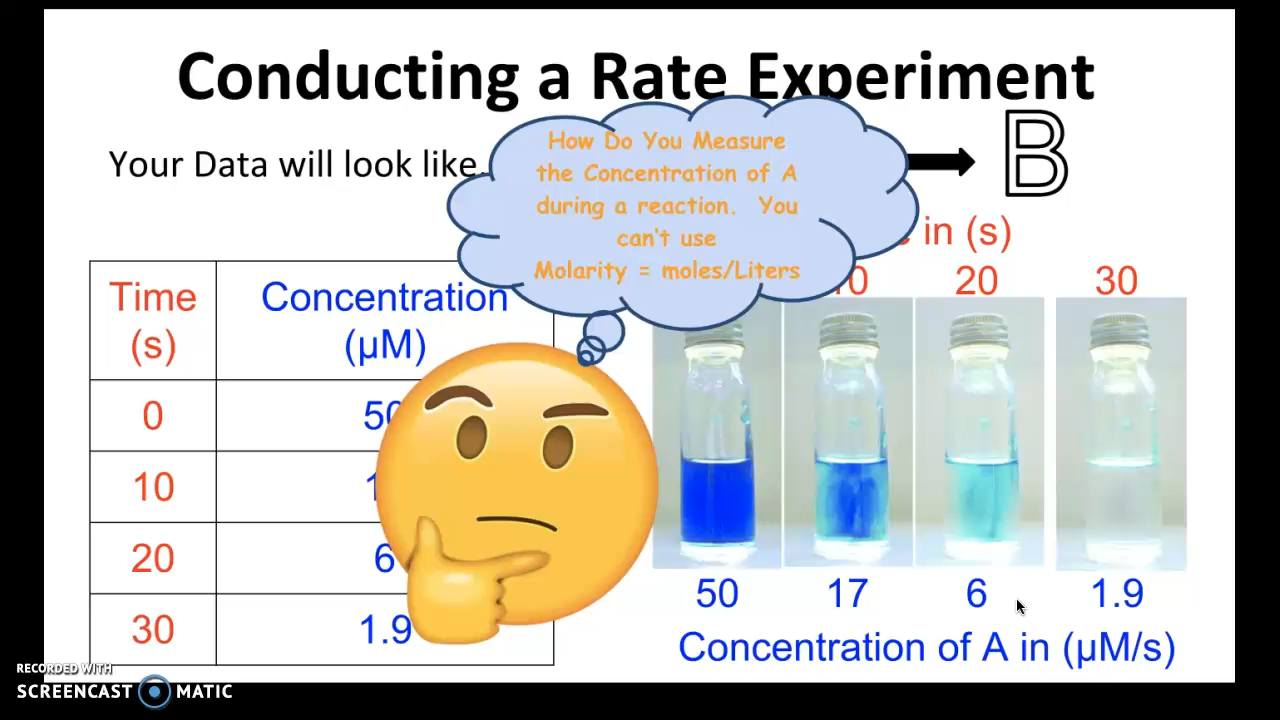 Conducting a Rate Experiment
Your Data will look like
B
How Do You Measure
the Concentration of A
during a reaction. You
can't use
Molarity = moles/Liters
in (s)
20
30
Time
(s)
Concentration
(µM)
0
10
20
6
30
1.9
50
17
6
1.9
Concentration of A in (µM/s)
RECORDED WITH
SCREENCAST MATIC